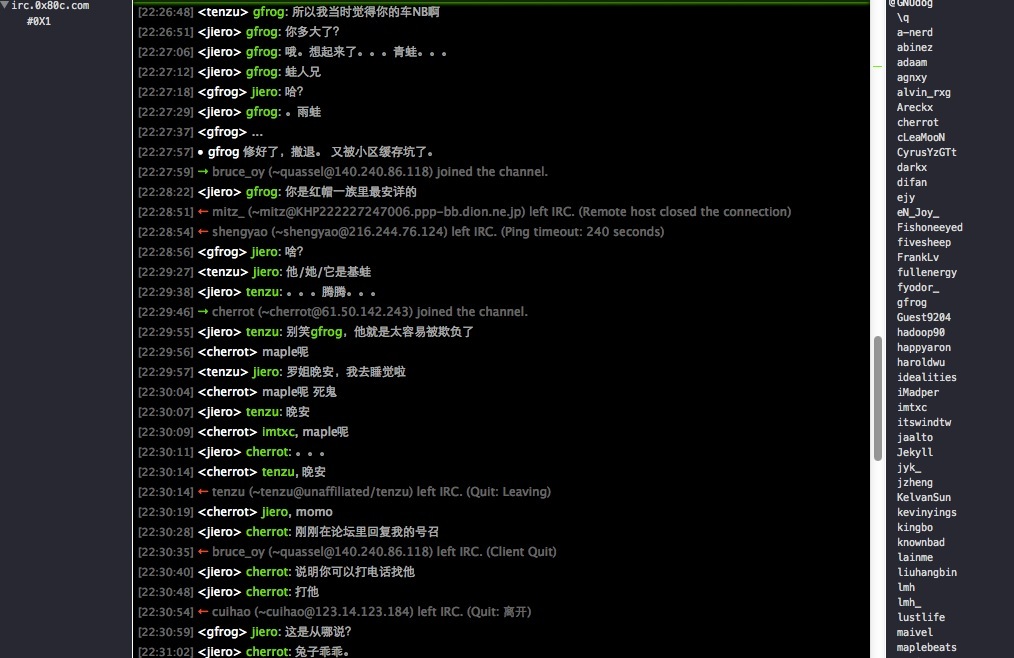 irc.0x80c.com
#0X1
[22:26:48] <tenzu> gfrog: 所以我当时觉得你的车NB啊
[22:26:51] <jiero> gfrog: 你多大了?
[22:27:06] <jiero> gfrog: 哦。想起来了。。。青蛙。。。
[22:27:12] <jiero> gfrog: 蛙人兄
[22:27:18] <gfrog> jiero: 哈?
[22:27:29] <jiero> gfrog: 。雨蛙
[22:27:37] <gfrog> ...
[22:27:57] • gfrog 修好了，撤退。 又被小区缓存坑了。
[22:27:59] → bruce_oy (~quassel@140.240.86.118) joined the channel.
[22:28:22] <jiero> gfrog: 你是红帽一族里最安详的
[22:28:51] ← mitz_ (~mitz@KHP222227247006.ppp-bb.dion.ne.jp) left IRC. (Remote host closed the connection)
[22:28:54] ← shengyao (~shengyao@216.244.76.124) left IRC. (Ping timeout: 240 seconds)
[22:28:56] <gfrog> jiero: 啥?
[22:29:27] <tenzu> jiero: 他/她/它是基蛙
[22:29:38] <jiero> tenzu: 。。。腾腾。。。
[22:29:46] → cherrot (~cherrot@61.50.142.243) joined the channel.
[22:29:55] <jiero> tenzu: 别笑gfrog，他就是太容易被欺负了
[22:29:56] <cherrot> maple呢
[22:29:57] <tenzu> jiero: 罗姐晚安，我去睡觉啦
[22:30:04] <cherrot> maple呢 死鬼
[22:30:07] <jiero> tenzu: 晚安
[22:30:09] <cherrot> imtxc, maple呢
[22:30:11] <jiero> cherrot: 。。。
[22:30:14] <cherrot> tenzu, 晚安
[22:30:14] ← tenzu (~tenzu@unaffiliated/tenzu) left IRC. (Quit: Leaving)
[22:30:19] <cherrot> jiero, momo
[22:30:28] <jiero> cherrot: 刚刚在论坛里回复我的号召
[22:30:35] ← bruce_oy (~quassel@140.240.86.118) left IRC. (Client Quit)
[22:30:40] <jiero> cherrot: 说明你可以打电话找他
[22:30:48] <jiero> cherrot: 打他
[22:30:54] ← cuihao (~cuihao@123.14.123.184) left IRC. (Quit: 离开)
[22:30:59] <gfrog> jiero: 这是从哪说?
[22:31:02] <jiero> cherrot: 兔子乖乖。
@GNUdog
\q
a-nerd
abinez
adaam
agnxy
alvin_rxg
Areckx
cherrot
cLeaMooN
CyrusYzGTt
darkx
difan
ejy
eN_Joy_
Fishoneeyed
fivesheep
FrankLv
fullenergy
fyodor_
gfrog
Guest9204
hadoop90
happyaron
haroldwu
idealities
iMadper
imtxc
itswindtw
jaalto
Jekyll
jyk_
jzheng
KelvanSun
kevinyings
kingbo
knownbad
lainme
liuhangbin
lmh
lmh_
lustlife
maivel
maplebeats